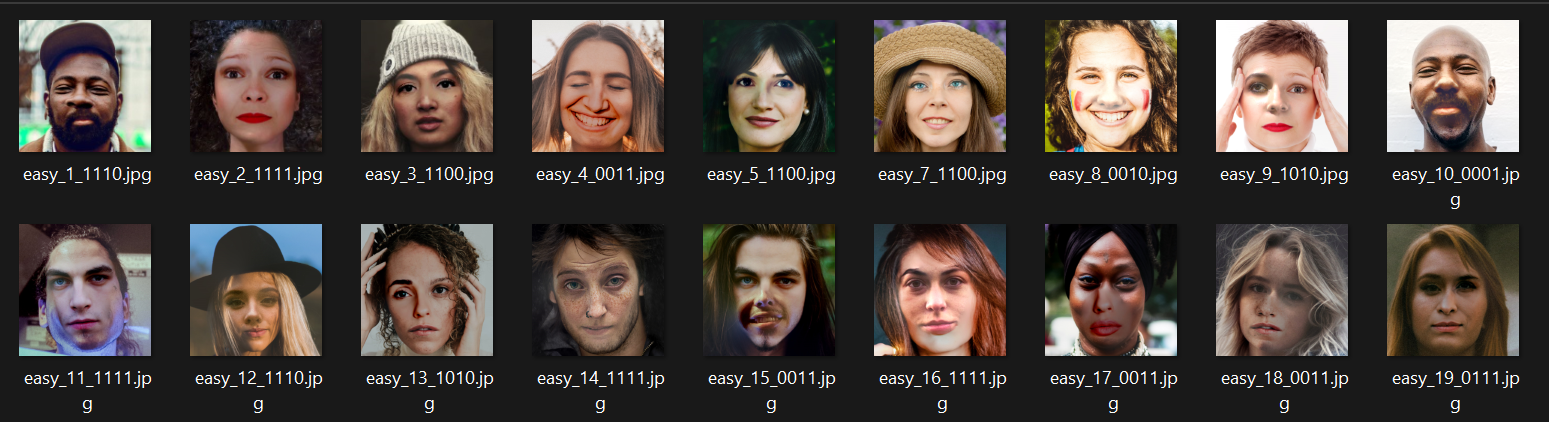 easy_1_1110.jpg
easy_2_1111.jpg
easy_3_1100.jpg
easy_4_0011.jpg
easy_5_1100.jpg
easy_7_1100.jpg
easy_8_0010.jpg
easy_9_1010.jpg
easy_10_0001.jp
g
easy_11_1111.jp
g
easy_12_1110.jp
g
easy_13_1010.jp
g
easy_14_1111.jp
g
easy_15_0011.jp
g
easy_16_1111.jp
g
easy_17_0011.jp
g
easy_18_0011.jp
g
easy_19_0111.jp
g